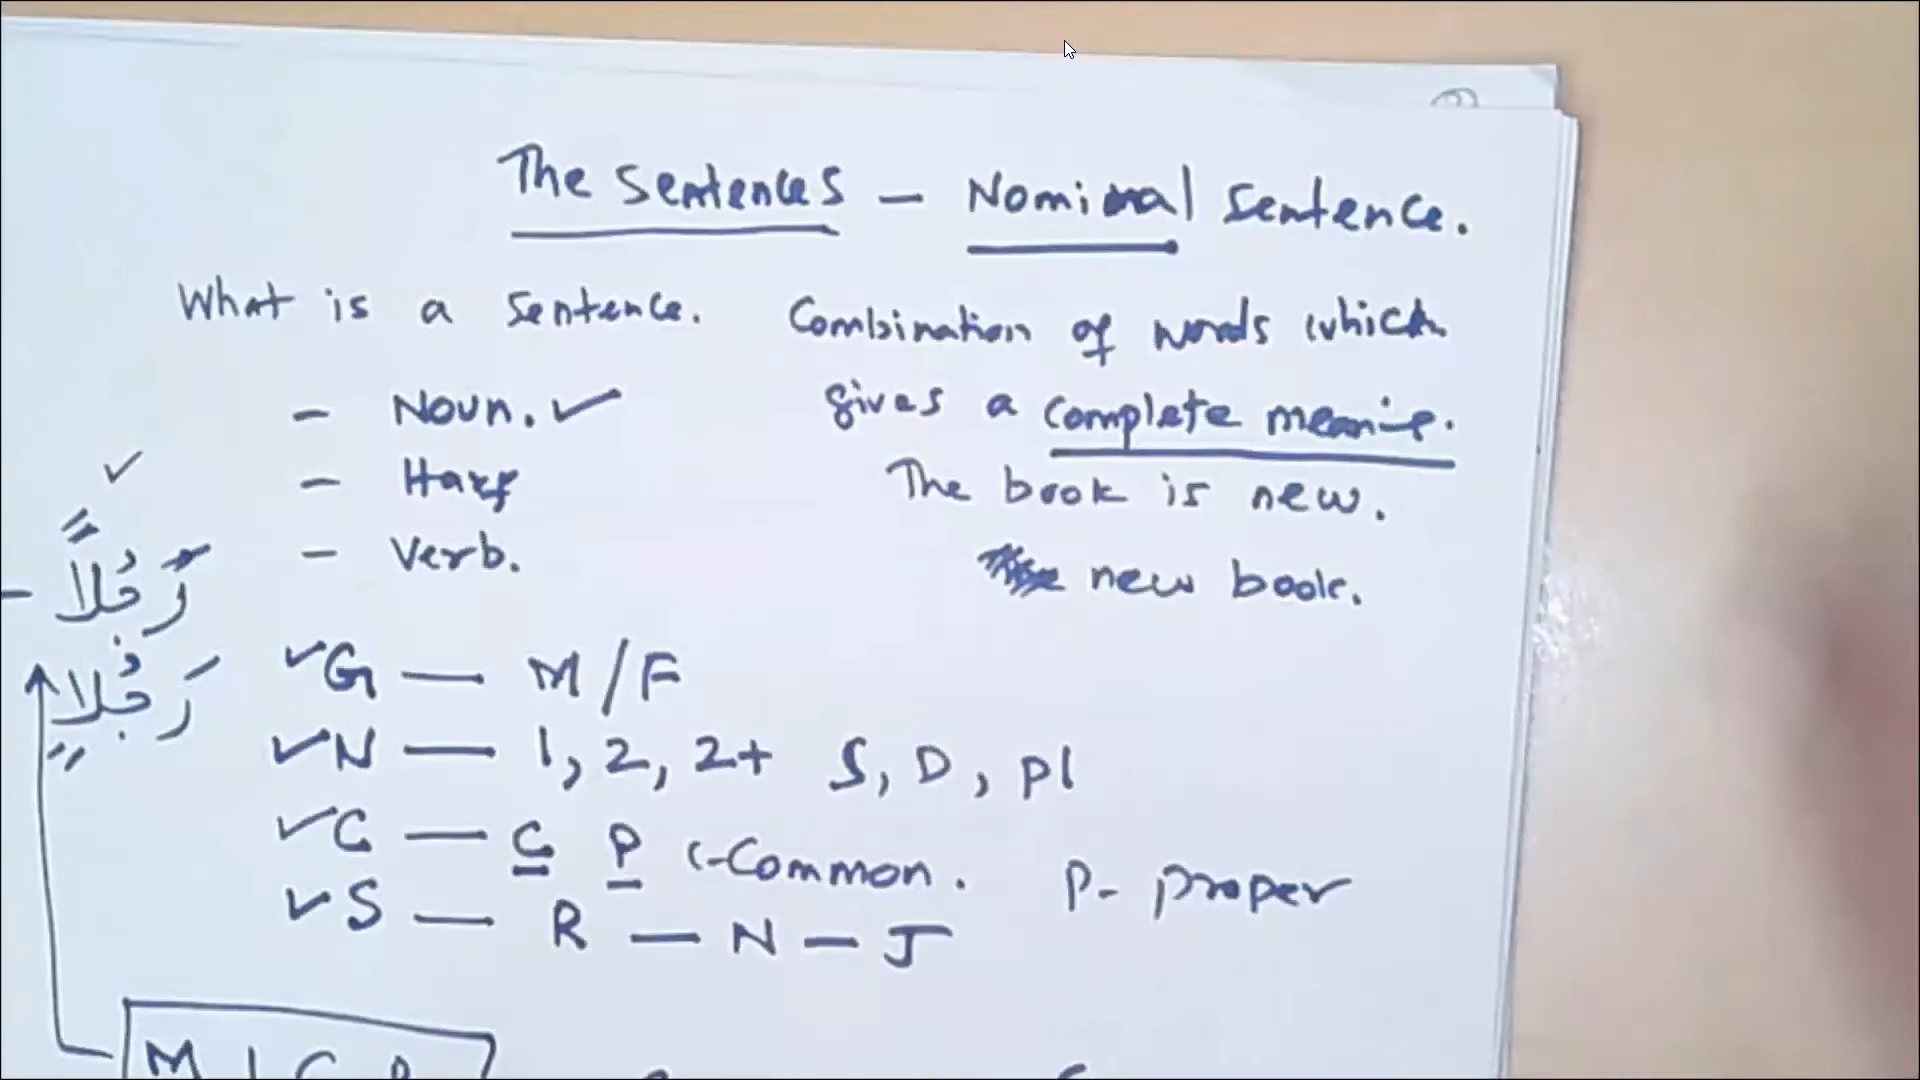 The Sentences - Nominal Sentence.
What is a Sentence. Combination of words which
- Noun. ✓ gives a complete meaning.
- Harf The book is new.
- Verb. new book.
رَجُلاً
رَجُلاً
✓ G — M/F
✓ N — 1, 2, 2+ S, D, pl
✓ C — C P C-Common. P- proper
✓ S — R — N — J